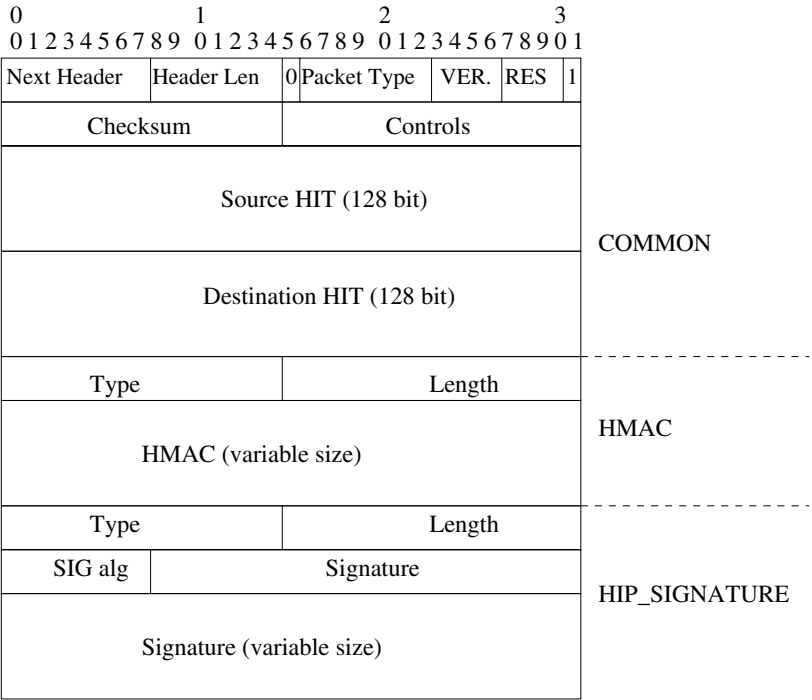 0 1 2 3
0 1 2 3 4 5 6 7 8 9 0 1 2 3 4 5 6 7 8 9 0 1 2 3 4 5 6 7 8 9 0 1
Next Header Header Len 0 Packet Type VER. RES 1
Checksum Controls
Source HIT (128 bit)
COMMON
Destination HIT (128 bit)
Type Length
HMAC
HMAC (variable size)
Type Length
SIG alg Signature
HIP_SIGNATURE
Signature (variable size)